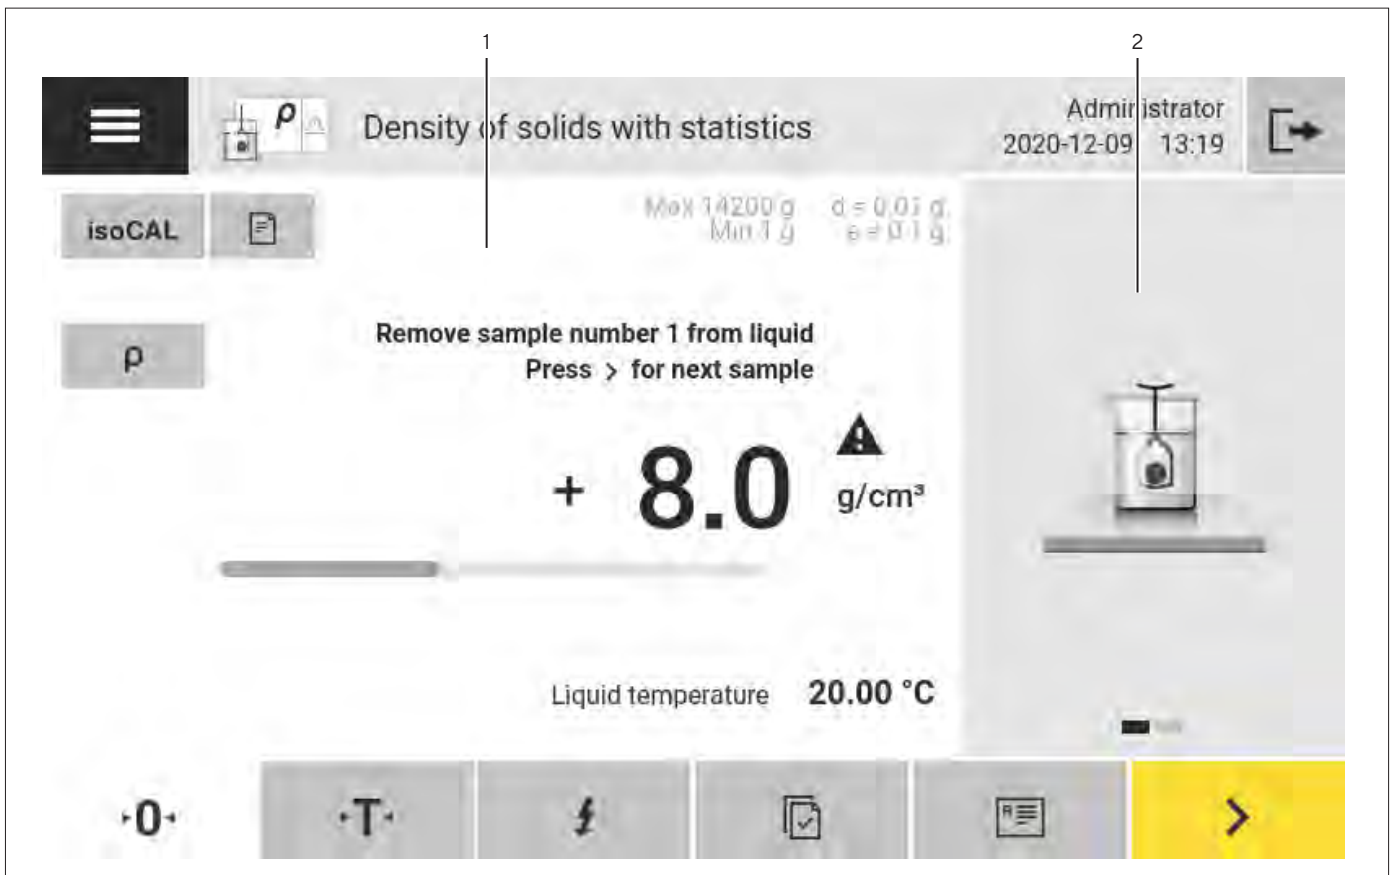 1 2
ρ Density of solids with statistics
Administrator
2020-12-09 13:19
isoCAL
Max 14200 g d = 0.01 g
Min 1 g e = 0.1 g
ρ
Remove sample number 1 from liquid
Press > for next sample
+ 8.0 g/cm³
Liquid temperature 20.00 °C
0 T R >